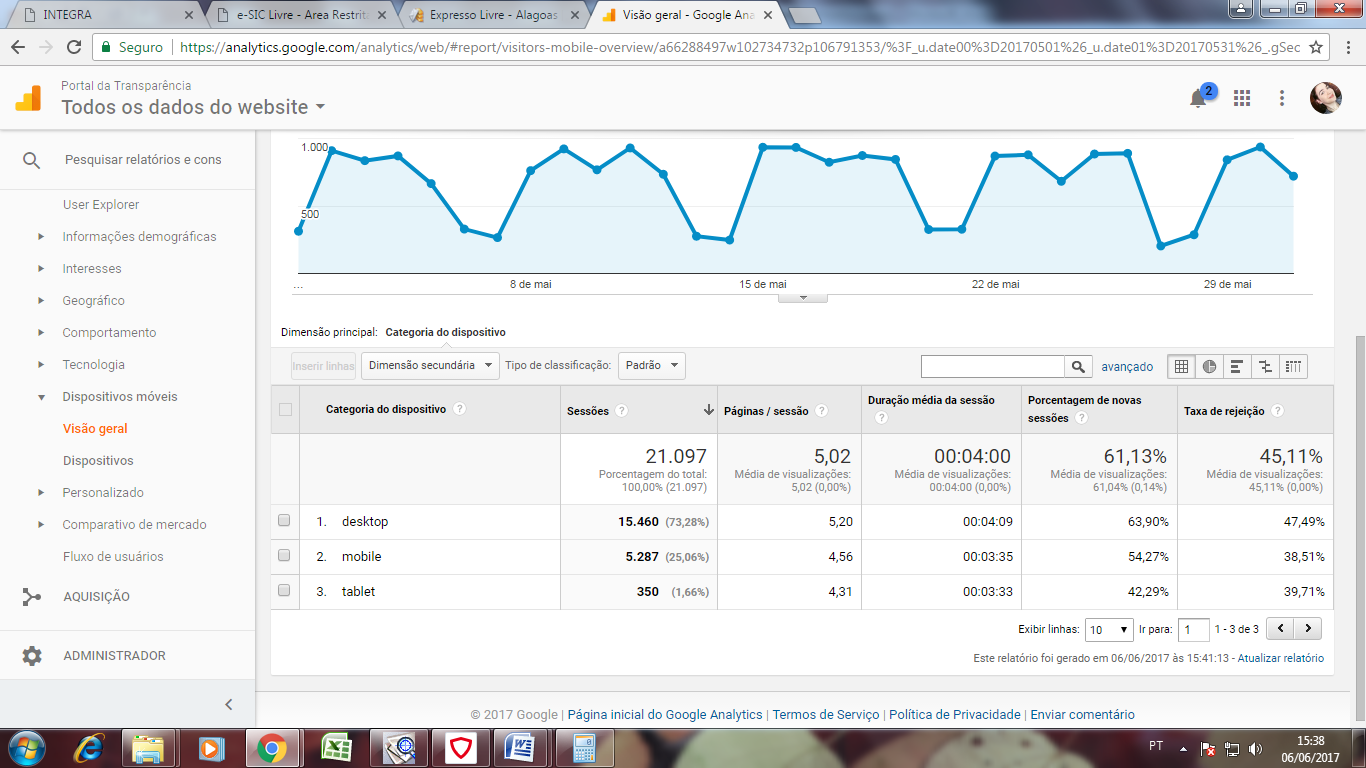 INTEGRA
e-SIC Livre - Area Restrit
Expresso Livre - Alagoas
Visão geral - Google Ana
Seguro
https://analytics.google.com/analytics/web/#report/visitors-mobile-overview/a66288497w102734732p106791353/%3F_u.date00%3D20170501%26_u.date01%3D20170531%26_.gSec
Portal da Transparência
Todos os dados do website
2
Pesquisar relatórios e cons
User Explorer
Informações demográficas
Interesses
Geográfico
Comportamento
Tecnologia
Dispositivos móveis
Visão geral
Dispositivos
Personalizado
Comparativo de mercado
Fluxo de usuários
AQUISIÇÃO
ADMINISTRADOR
1.000
500
...
8 de mai
15 de mai
22 de mai
29 de mai
Dimensão principal: Categoria do dispositivo
Inserir linhas
Dimensão secundária
Tipo de classificação:
Padrão
avançado
Categoria do dispositivo ?
Sessões ?
Páginas / sessão ?
Duração média da sessão ?
Porcentagem de novas sessões ?
Taxa de rejeição ?
21.097
Porcentagem do total:
100,00% (21.097)
5,02
Média de visualizações:
5,02 (0,00%)
00:04:00
Média de visualizações:
00:04:00 (0,00%)
61,13%
Média de visualizações:
61,04% (0,14%)
45,11%
Média de visualizações:
45,11% (0,00%)
1. desktop 15.460 (73,28%) 5,20 00:04:09 63,90% 47,49%
2. mobile 5.287 (25,06%) 4,56 00:03:35 54,27% 38,51%
3. tablet 350 (1,66%) 4,31 00:03:33 42,29% 39,71%
Exibir linhas: 10 Ir para: 1 1 - 3 de 3
Este relatório foi gerado em 06/06/2017 às 15:41:13 - Atualizar relatório
© 2017 Google | Página inicial do Google Analytics | Termos de Serviço | Política de Privacidade | Enviar comentário
PT
15:38
06/06/2017